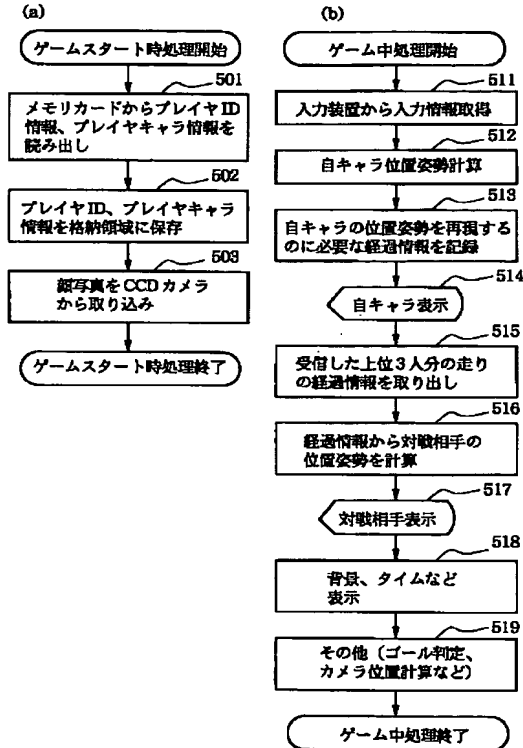 (a)
ゲームスタート時処理開始
501
メモリカードからプレイヤID
情報、プレイヤキャラ情報を
読み出し
502
プレイヤID、プレイヤキャラ
情報を格納領域に保存
503
顔写真をCCDカメラ
から取り込み
ゲームスタート時処理終了
(b)
ゲーム中処理開始
511
入力装置から入力情報取得
512
自キャラ位置姿勢計算
513
自キャラの位置姿勢を再現する
のに必要な経過情報を記録
514
自キャラ表示
515
受信した上位3人分の走り
の経過情報を取り出し
516
経過情報から対戦相手の
位置姿勢を計算
517
対戦相手表示
518
背景、タイムなど
表示
519
その他（ゴール判定、
カメラ位置計算など）
ゲーム中処理終了